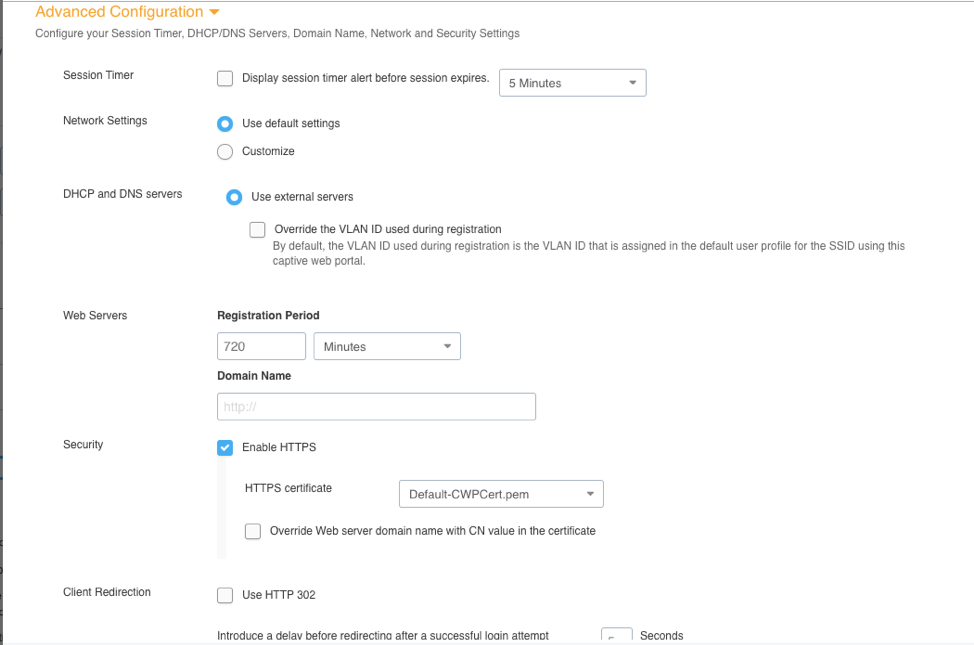 Advanced Configuration
Configure your Session Timer, DHCP/DNS Servers, Domain Name, Network and Security Settings
Session Timer
Display session timer alert before session expires.
5 Minutes
Network Settings
Use default settings
Customize
DHCP and DNS servers
Use external servers
Override the VLAN ID used during registration
By default, the VLAN ID used during registration is the VLAN ID that is assigned in the default user profile for the SSID using this
captive web portal.
Web Servers
Registration Period
720
Minutes
Domain Name
http://
Security
Enable HTTPS
HTTPS certificate
Default-CWPCert.pem
Override Web server domain name with CN value in the certificate
Client Redirection
Use HTTP 302
Introduce a delay before redirecting after a successful login attempt
Seconds